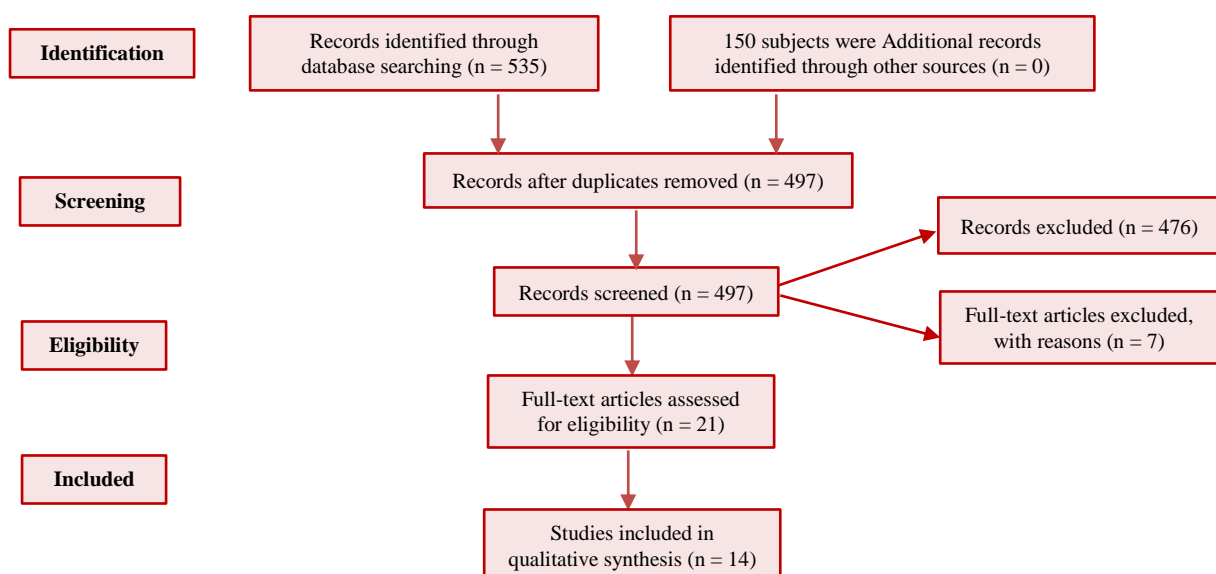 Identification
Records identified through
database searching (n = 535)
150 subjects were Additional records
identified through other sources (n = 0)
Screening
Records after duplicates removed (n = 497)
Records excluded (n = 476)
Records screened (n = 497)
Full-text articles excluded,
with reasons (n = 7)
Eligibility
Full-text articles assessed
for eligibility (n = 21)
Included
Studies included in
qualitative synthesis (n = 14)